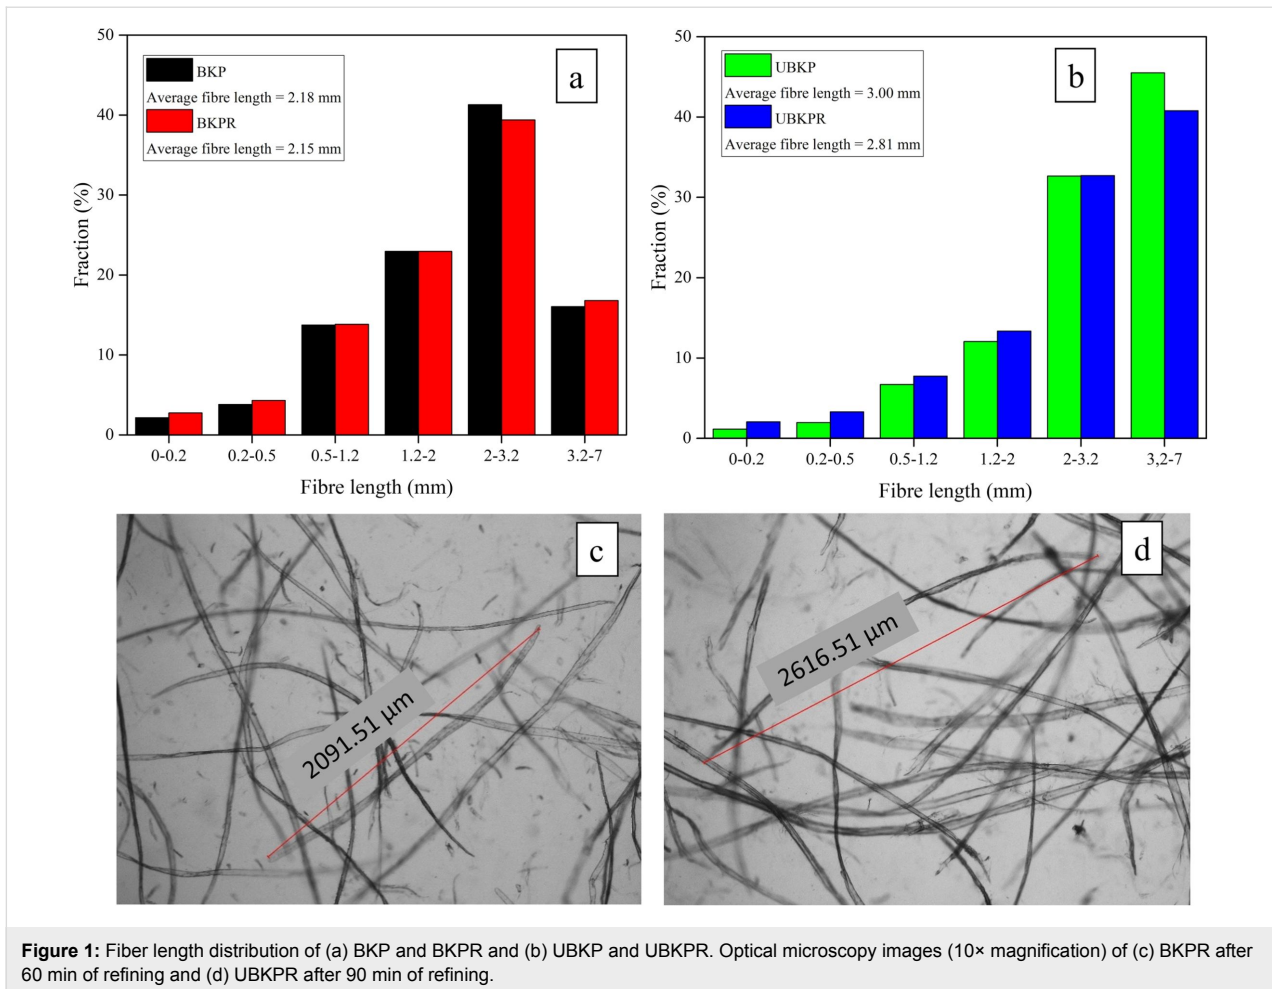 50
40
30
20
10
0
Fraction (%)
BKP
Average fibre length = 2.18 mm
BKPR
Average fibre length = 2.15 mm
a
0-0.2 0.2-0.5 0.5-1.2 1.2-2 2-3.2 3.2-7
Fibre length (mm)
50
40
30
20
10
0
Fraction (%)
UBKP
Average fibre length = 3.00 mm
UBKPR
Average fibre length = 2.81 mm
b
0-0.2 0.2-0.5 0.5-1.2 1.2-2 2-3.2 3,2-7
Fibre length (mm)
c
2091.51 µm
d
2616.51 µm
Figure 1: Fiber length distribution of (a) BKP and BKPR and (b) UBKP and UBKPR. Optical microscopy images (10× magnification) of (c) BKPR after
60 min of refining and (d) UBKPR after 90 min of refining.